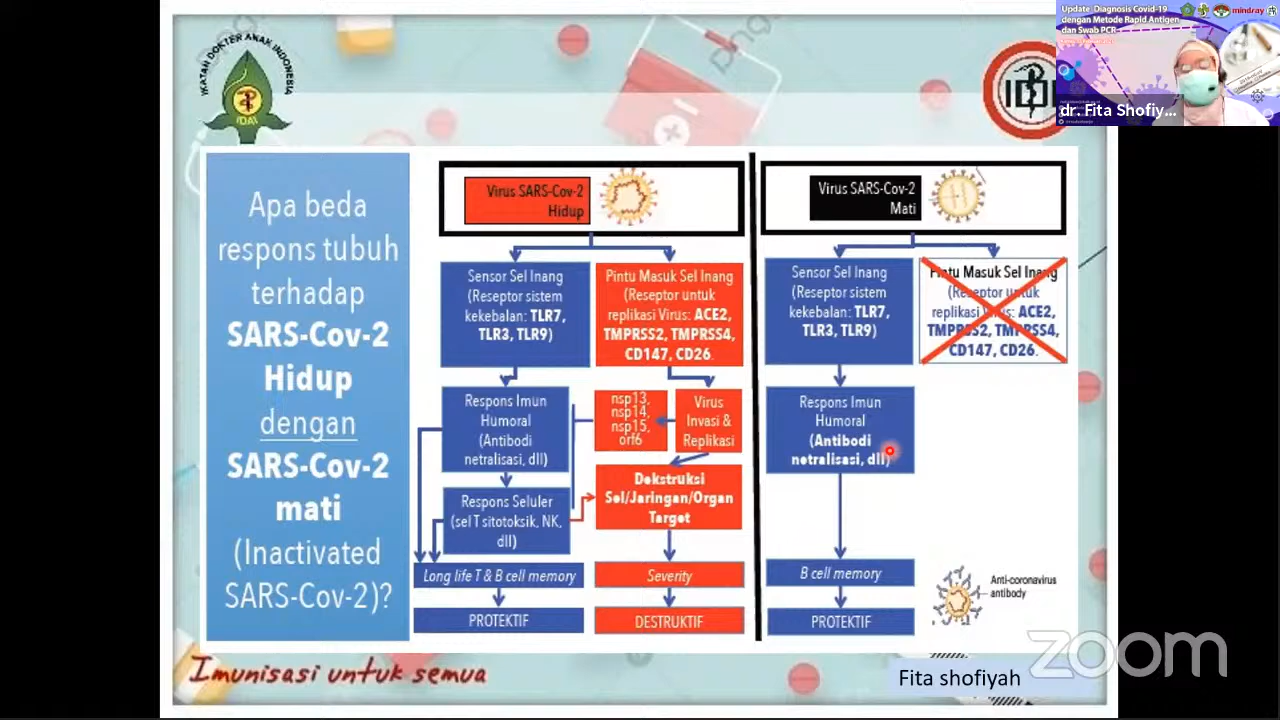 Update Diagnosis Covid-19
dengan Metode Rapid Antigen
dan Swab PCR
mindray
dr. Fita Shofiy...
IKATAN DOKTER ANAK INDONESIA
IDAI
IDI
Apa beda
respons tubuh
terhadap
SARS-Cov-2
Hidup
dengan
SARS-Cov-2
mati
(Inactivated
SARS-Cov-2)?
Virus SARS-Cov-2
Hidup
Sensor Sel Inang
(Reseptor sistem
kekebalan: TLR7,
TLR3, TLR9)
Pintu Masuk Sel Inang
(Reseptor untuk
replikasi Virus: ACE2,
TMPRSS2, TMPRSS4,
CD147, CD26.
Respons Imun
Humoral
(Antibodi
netralisasi, dll)
nsp13,
nsp14,
nsp15,
orf6
Virus
Invasi &
Replikasi
Respons Seluler
(sel T sitotoksik, NK,
dll)
Dekstruksi
Sel/Jaringan/Organ
Target
Long life T & B cell memory
Severity
PROTEKTIF
DESTRUKTIF
Virus SARS-Cov-2
Mati
Sensor Sel Inang
(Reseptor sistem
kekebalan: TLR7,
TLR3, TLR9)
Pintu Masuk Sel Inang
(Reseptor untuk
replikasi Virus: ACE2,
TMPRSS2, TMPRSS4,
CD147, CD26.
Respons Imun
Humoral
(Antibodi
netralisasi, dll)
B cell memory
PROTEKTIF
Anti-coronavirus
antibody
Imunisasi untuk semua
Fita shofiyah
zoom